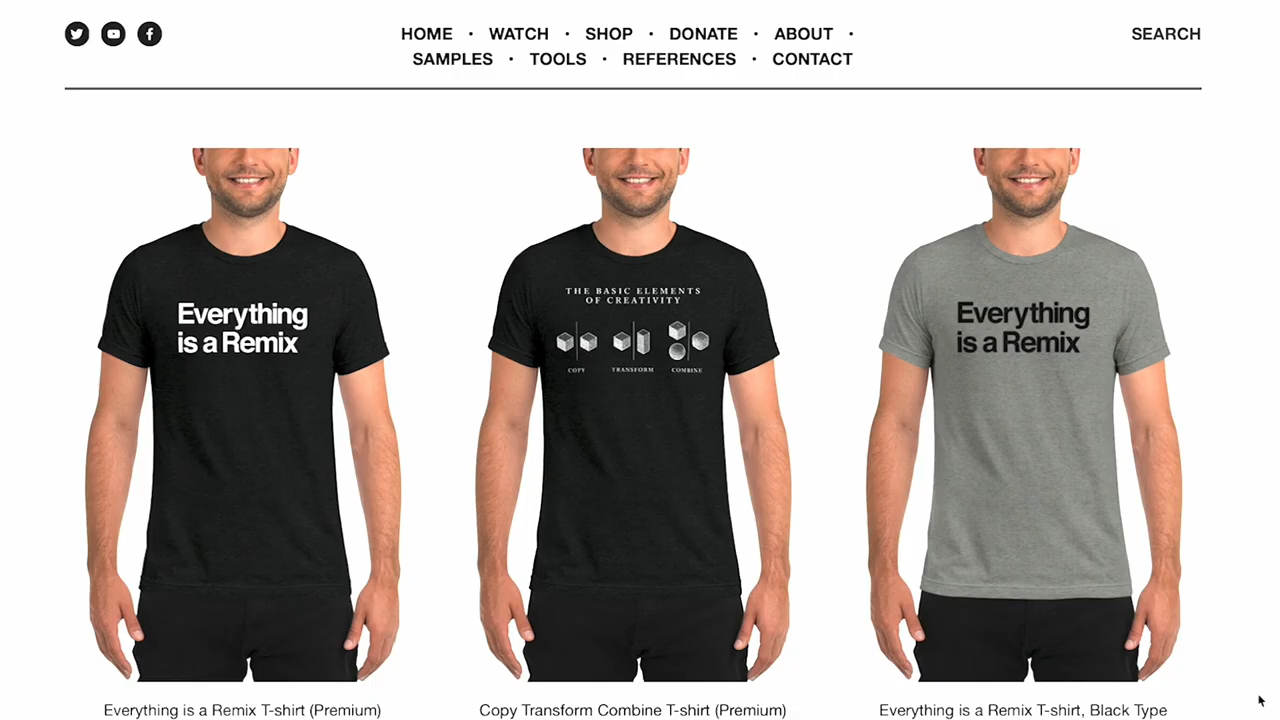 HOME · WATCH · SHOP · DONATE · ABOUT ·
SAMPLES · TOOLS · REFERENCES · CONTACT
SEARCH
Everything
is a Remix
THE BASIC ELEMENTS
OF CREATIVITY
COPY TRANSFORM COMBINE
Everything
is a Remix
Everything is a Remix T-shirt (Premium)
Copy Transform Combine T-shirt (Premium)
Everything is a Remix T-shirt, Black Type